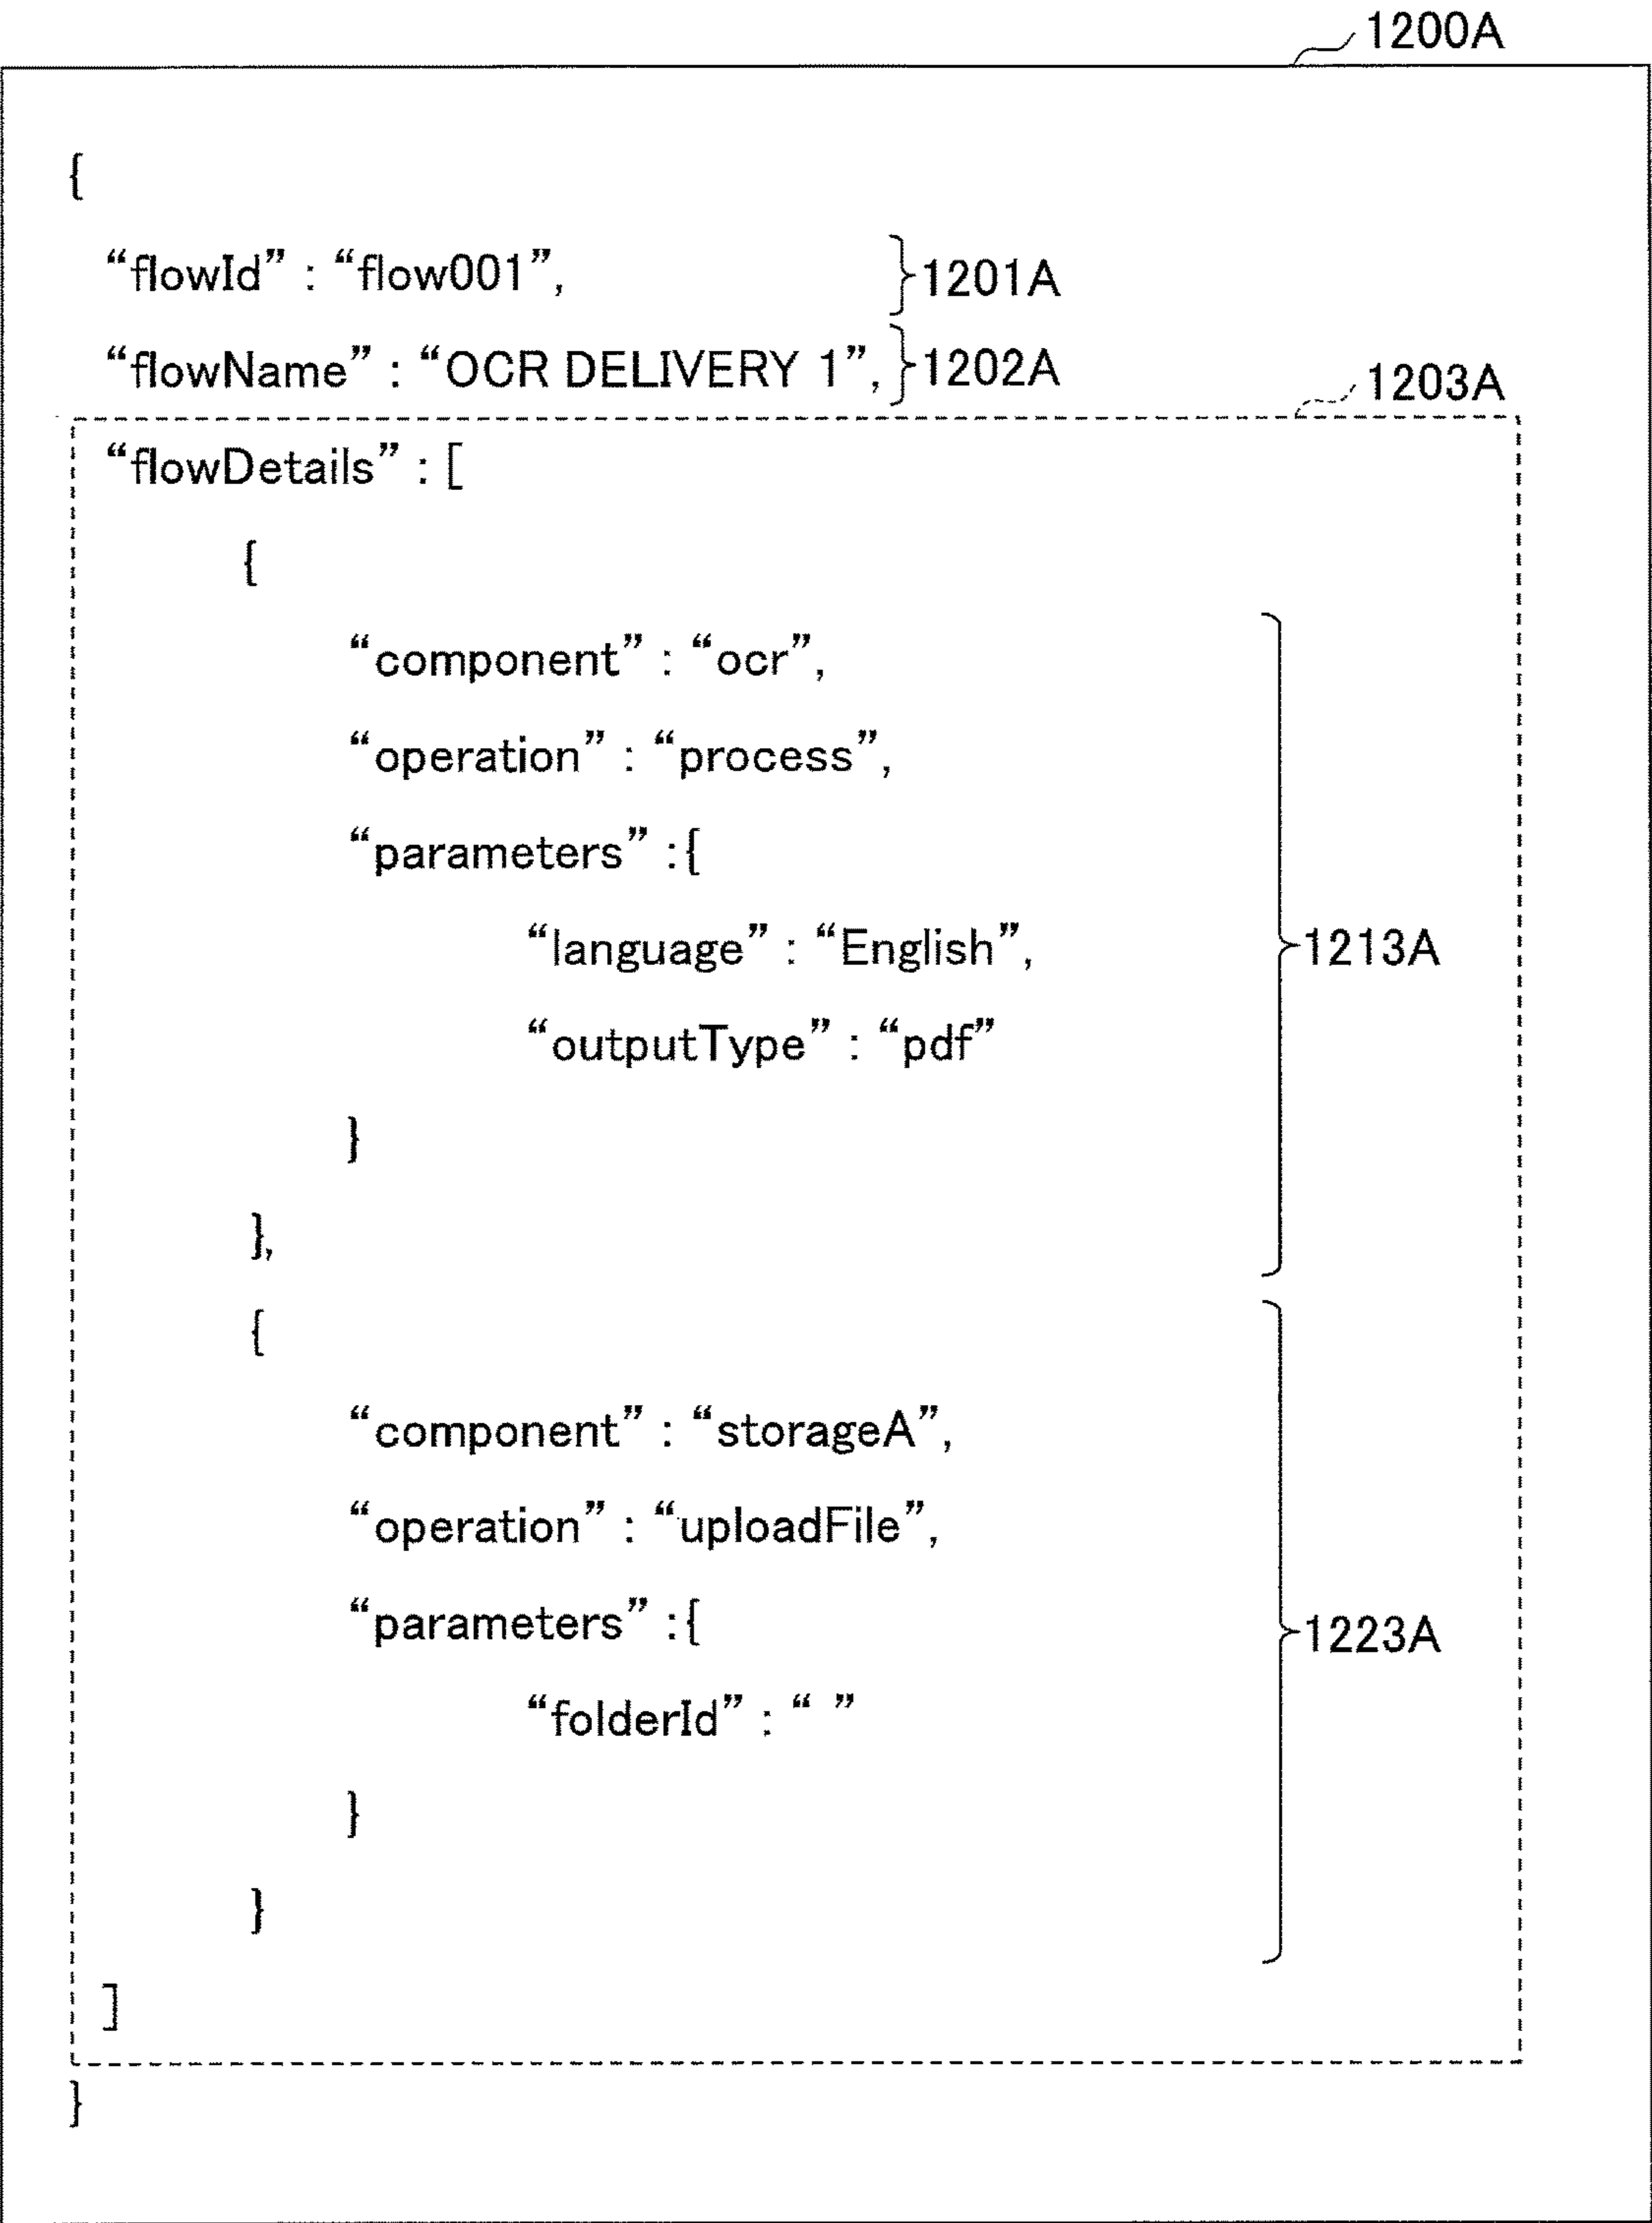 1200A
{
“flowId” : “flow001”, }1201A
“flowName” : “OCR DELIVERY 1”, }1202A
1203A
“flowDetails” : [
{
“component” : “ocr”,
“operation” : “process”,
“parameters” :{
“language” : “English”,
1213A
“outputType” : “pdf”
}
},
{
“component” : “storageA”,
“operation” : “uploadFile”,
“parameters” :{
1223A
“folderId” : “ ”
}
}
]
}